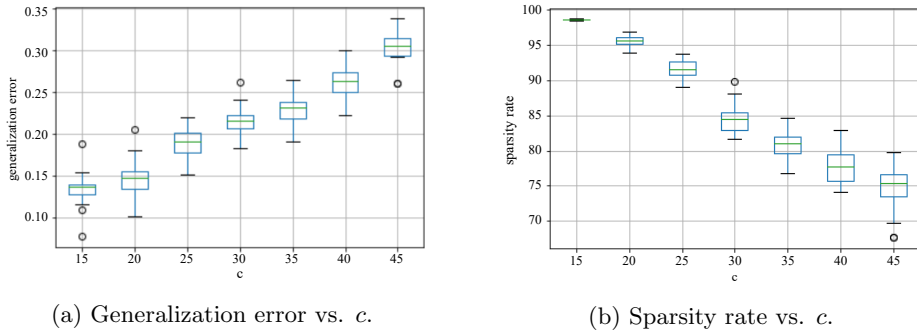 0.35
0.30
0.25
0.20
0.15
0.10
generalization error
15 20 25 30 35 40 45
c
100
95
90
85
80
75
70
sparsity rate
15 20 25 30 35 40 45
c
(a) Generalization error vs. c.
(b) Sparsity rate vs. c.